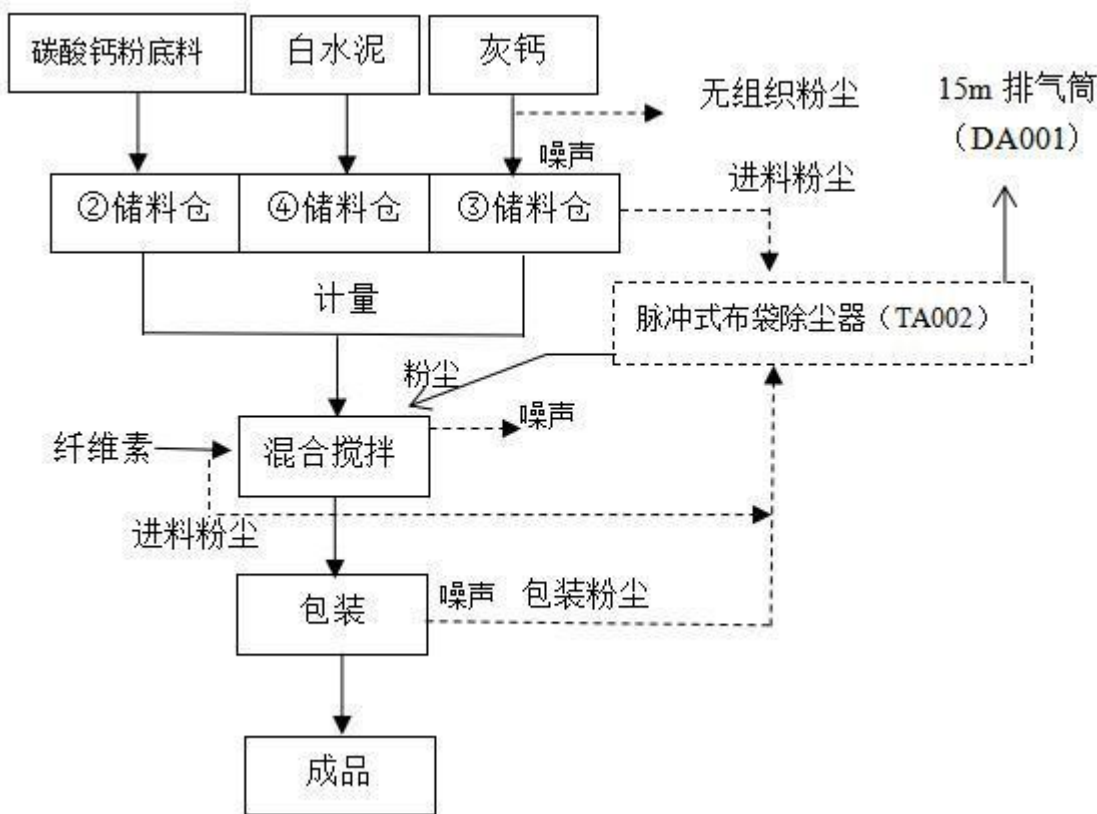 碳酸钙粉底料
白水泥
灰钙
无组织粉尘
15m 排气筒
（DA001）
噪声
进料粉尘
②储料仓
④储料仓
③储料仓
计量
脉冲式布袋除尘器（TA002）
粉尘
噪声
纤维素
混合搅拌
进料粉尘
包装
噪声
包装粉尘
成品